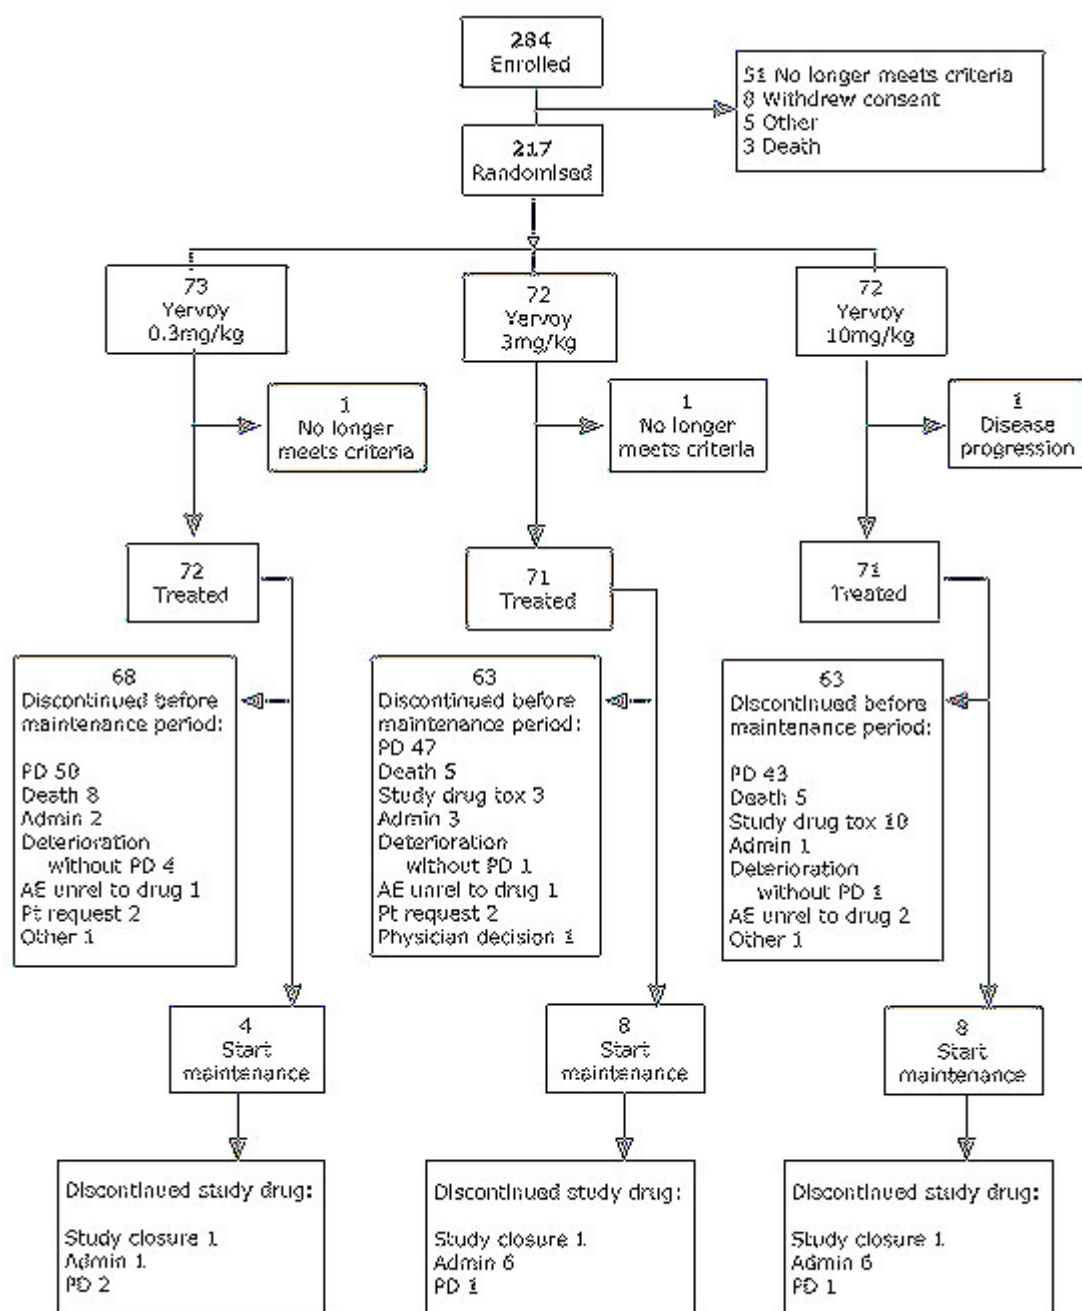 284
Enrolled
51 No longer meets criteria
8 Withdrew consent
5 Other
3 Death
217
Randomised
73
Yervoy
0.3mg/kg
72
Yervoy
3mg/kg
72
Yervoy
10mg/kg
1
No longer
meets criteria
1
No longer
meets criteria
1
Disease
progression
72
Treated
71
Treated
71
Treated
68
Discontinued before
maintenance period:
PD 50
Death 8
Admin 2
Deterioration
without PD 4
AE unrel to drug 1
Pt request 2
Other 1
63
Discontinued before
maintenance period:
PD 47
Death 5
Study drug tox 3
Admin 3
Deterioration
without PD 1
AE unrel to drug 1
Pt request 2
Physician decision 1
63
Discontinued before
maintenance period:
PD 43
Death 5
Study drug tox 10
Admin 1
Deterioration
without PD 1
AE unrel to drug 2
Other 1
4
Start
maintenance
8
Start
maintenance
8
Start
maintenance
Discontinued study drug:
Study closure 1
Admin 1
PD 2
Discontinued study drug:
Study closure 1
Admin 6
PD 1
Discontinued study drug:
Study closure 1
Admin 6
PD 1